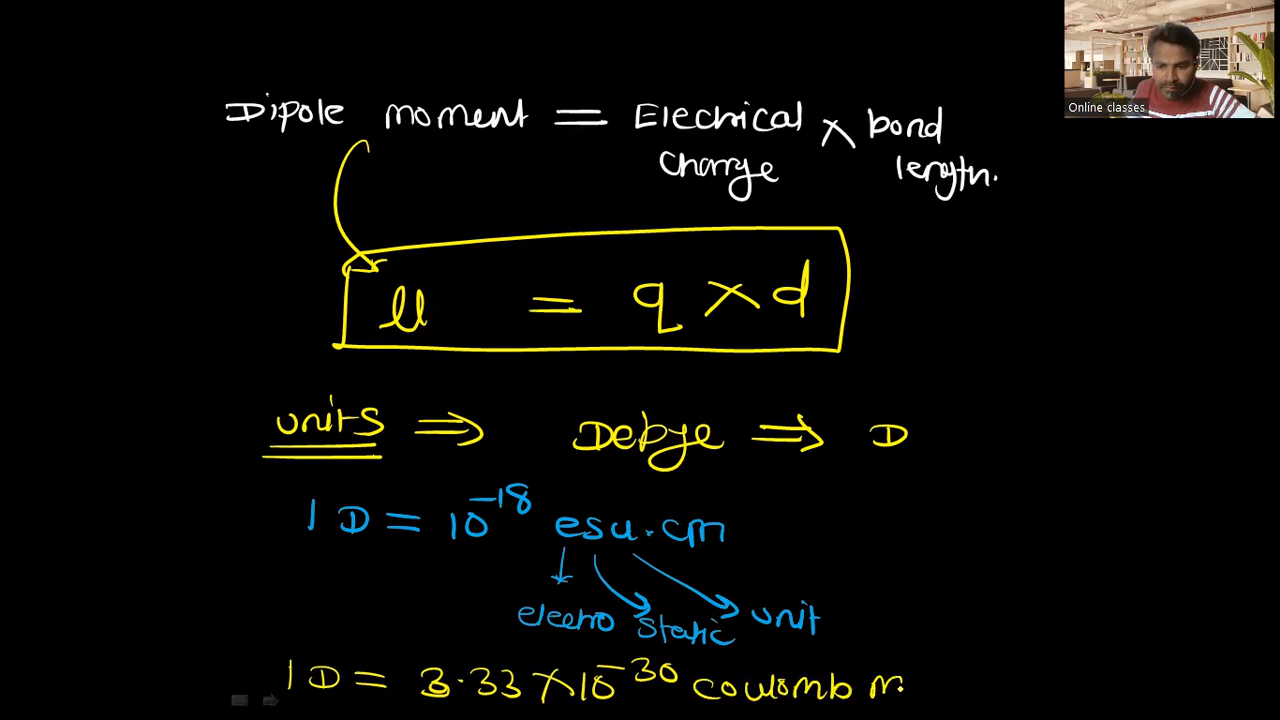 Online classes
Dipole moment = Electrical charge × bond length.
μ = q × d
units ⇒ Debye ⇒ D
1 D = 10⁻¹⁸ esu.cm
electro static unit
1 D = 3.33 × 10⁻³⁰ coulomb m